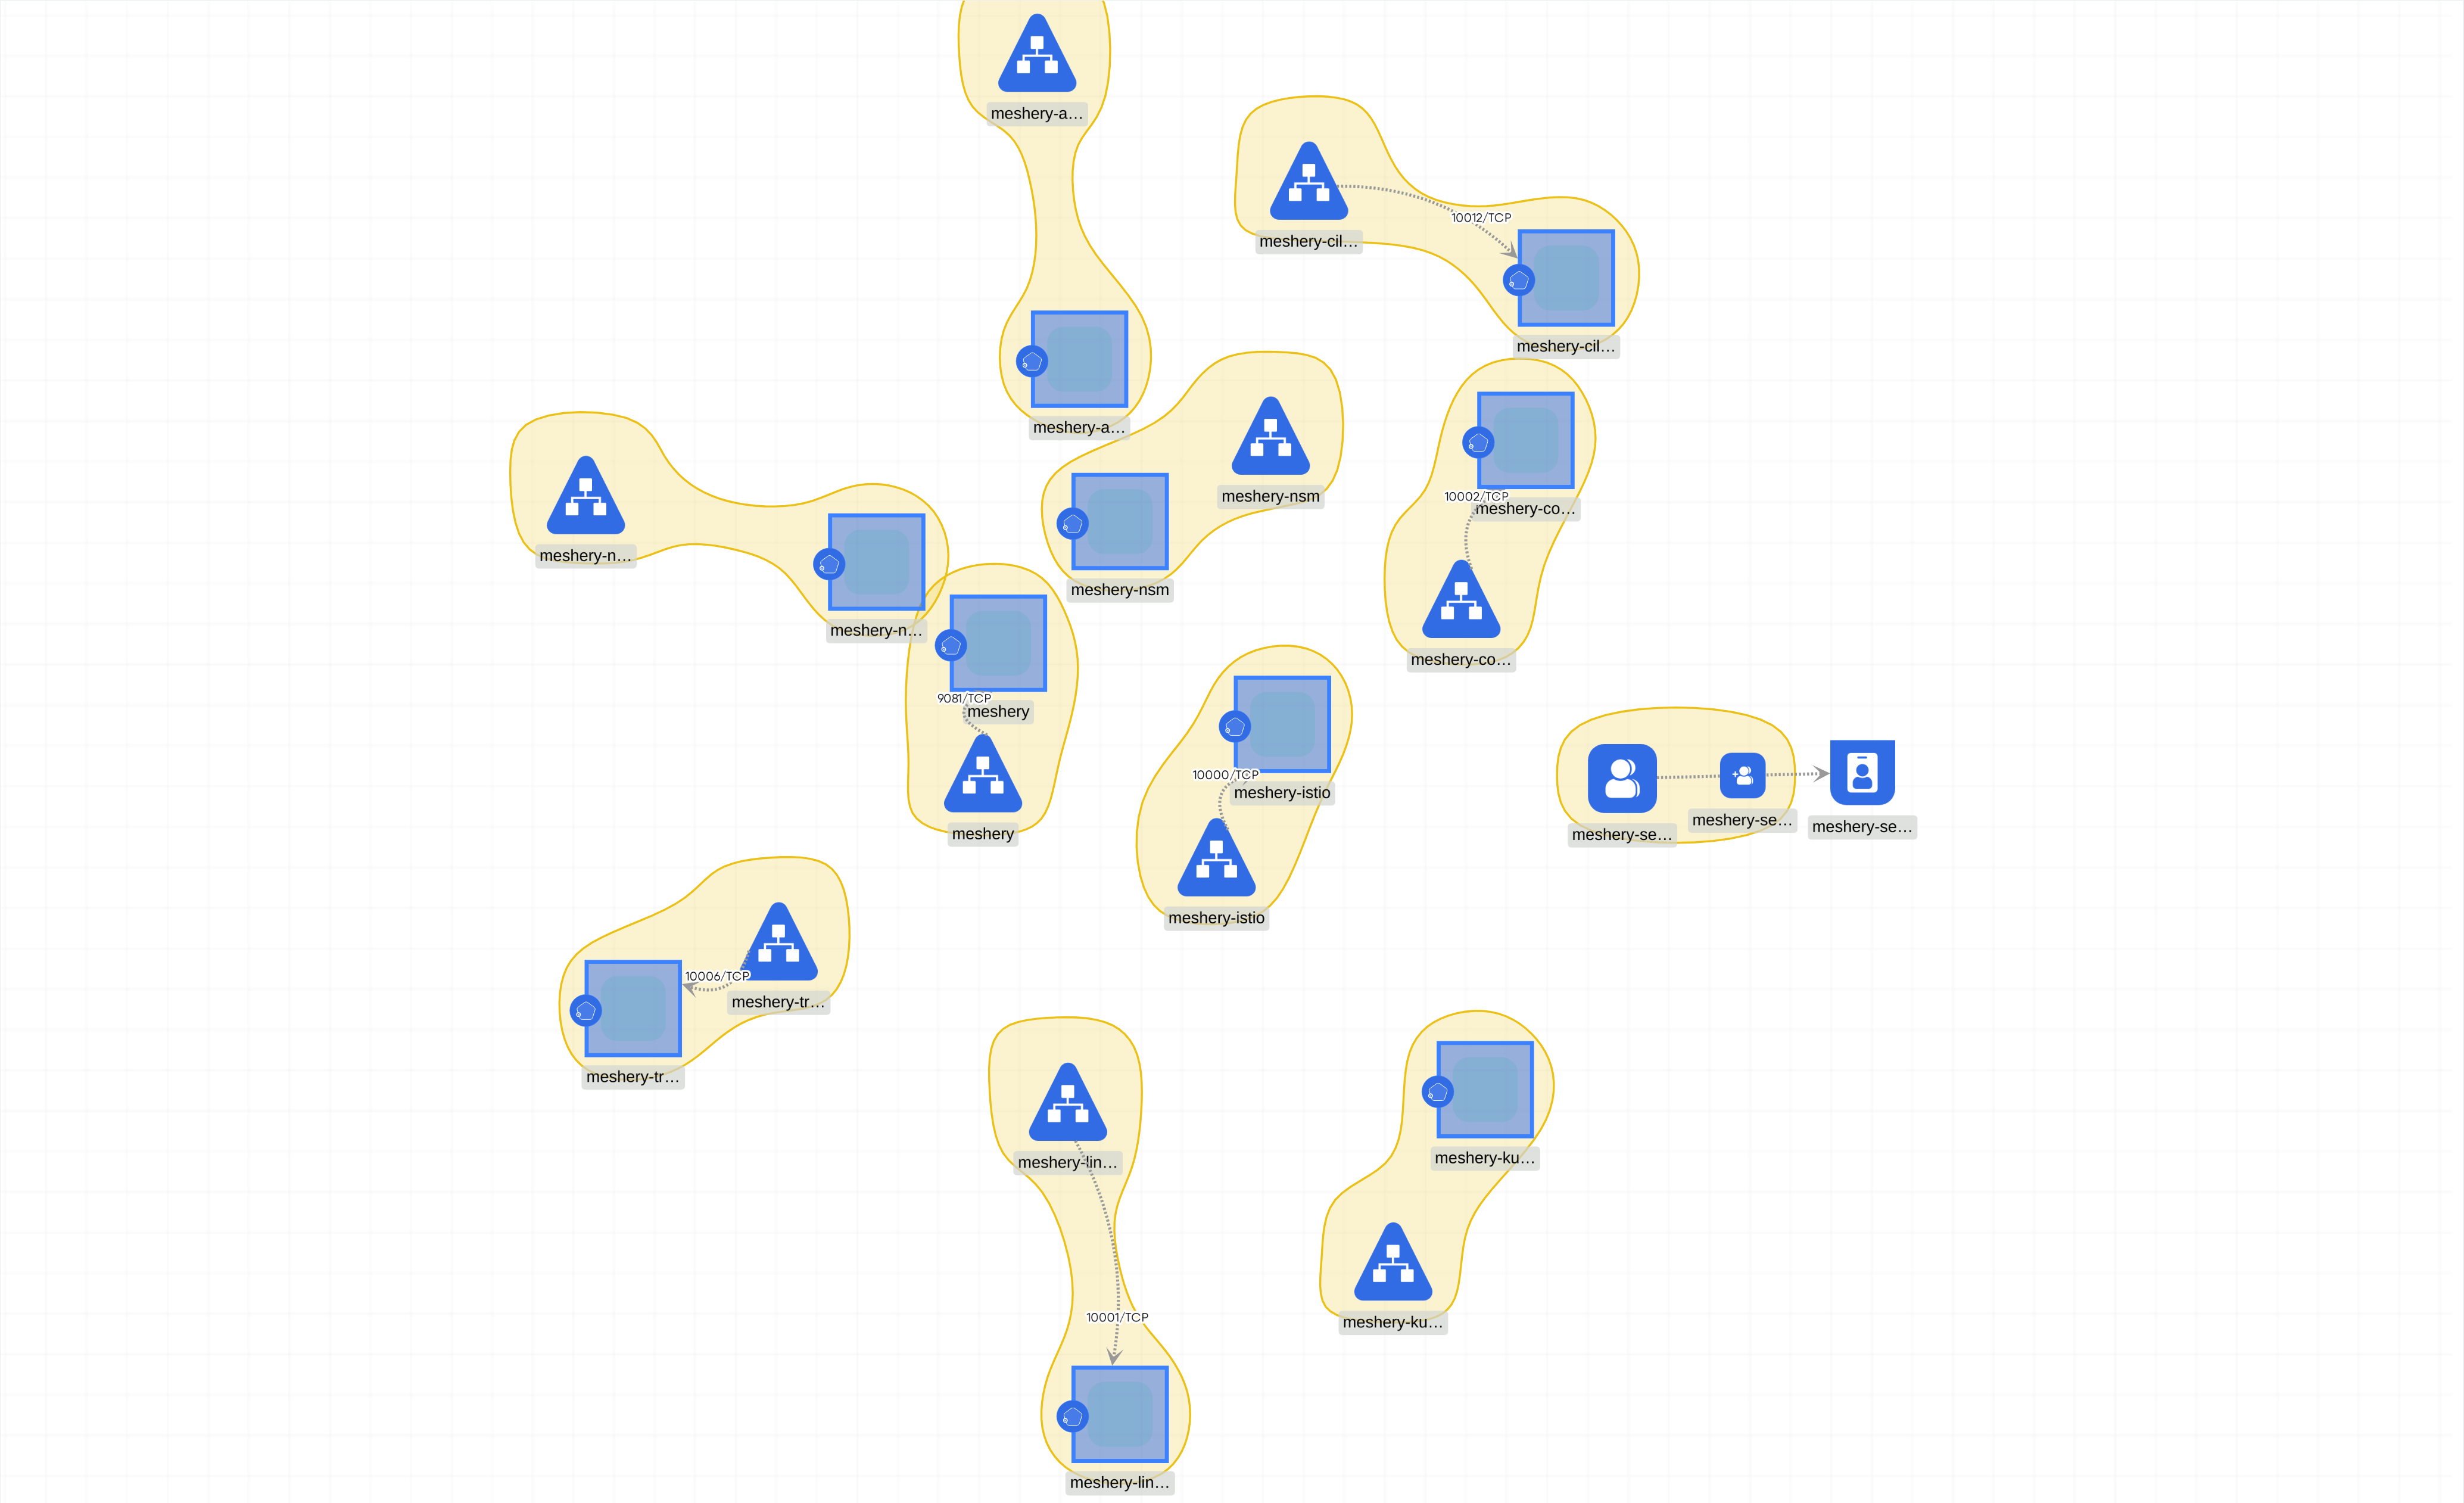 meshery-a…
10012/TCP
meshery-cil…
meshery-cil…
meshery-a…
meshery-nsm
10002/TCP
meshery-co…
meshery-n…
meshery-nsm
meshery-n…
meshery-co…
9081/TCP
meshery
10000/TCP
meshery-istio
meshery
meshery-se…
meshery-se…
meshery-se…
meshery-istio
10006/TCP
meshery-tr…
meshery-tr…
meshery-lin…
meshery-ku…
10001/TCP
meshery-ku…
meshery-lin…